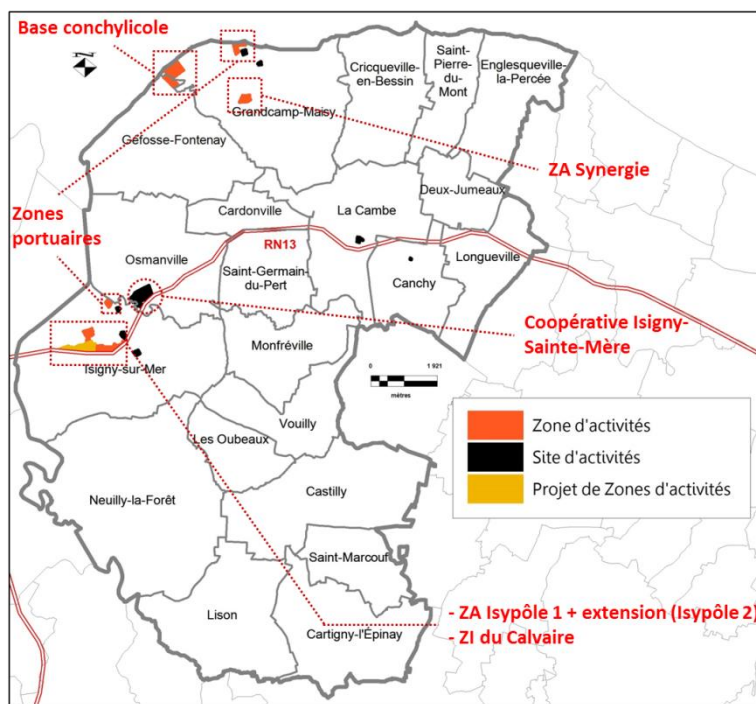 Base conchylicole
N
Cricqueville-
en-Bessin
Saint-
Pierre-
du-
Mont
Englesqueville-
la-Percée
Grandcamp-Maisy
Géfosse-Fontenay
ZA Synergie
Deux-Jumeaux
Zones
portuaires
Cardonville
La Cambe
Osmanville
RN13
Saint-Germain-
du-Pert
Canchy
Longueville
Coopérative Isigny-
Sainte-Mère
Isigny-sur-Mer
Monfréville
0 1 921
mètres
Vouilly
Les Oubeaux
Zone d'activités
Site d'activités
Projet de Zones d'activités
Neuilly-la-Forêt
Castilly
Saint-Marcouf
Lison
Cartigny-l'Épinay
- ZA Isypôle 1 + extension (Isypôle 2)
- ZI du Calvaire